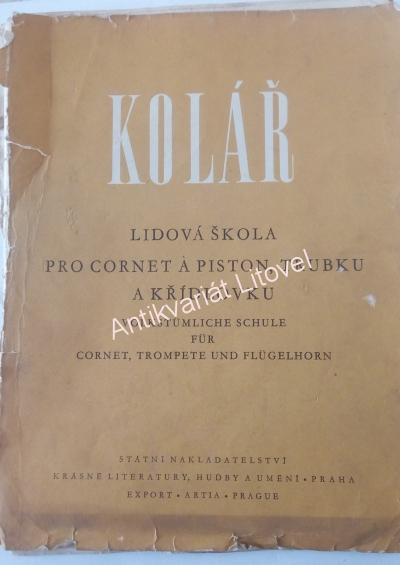 KOLÁŘ
LIDOVÁ ŠKOLA
PRO CORNET À PISTON, TRUBKU
A KŘÍDLOVKU
VOLKSTÜMLICHE SCHULE
FÜR
CORNET, TROMPETE UND FLÜGELHORN
Antikvariát Litovel
STÁTNÍ NAKLADATELSTVÍ
KRÁSNÉ LITERATURY, HUDBY A UMĚNÍ • PRAHA
EXPORT • ARTIA • PRAGUE